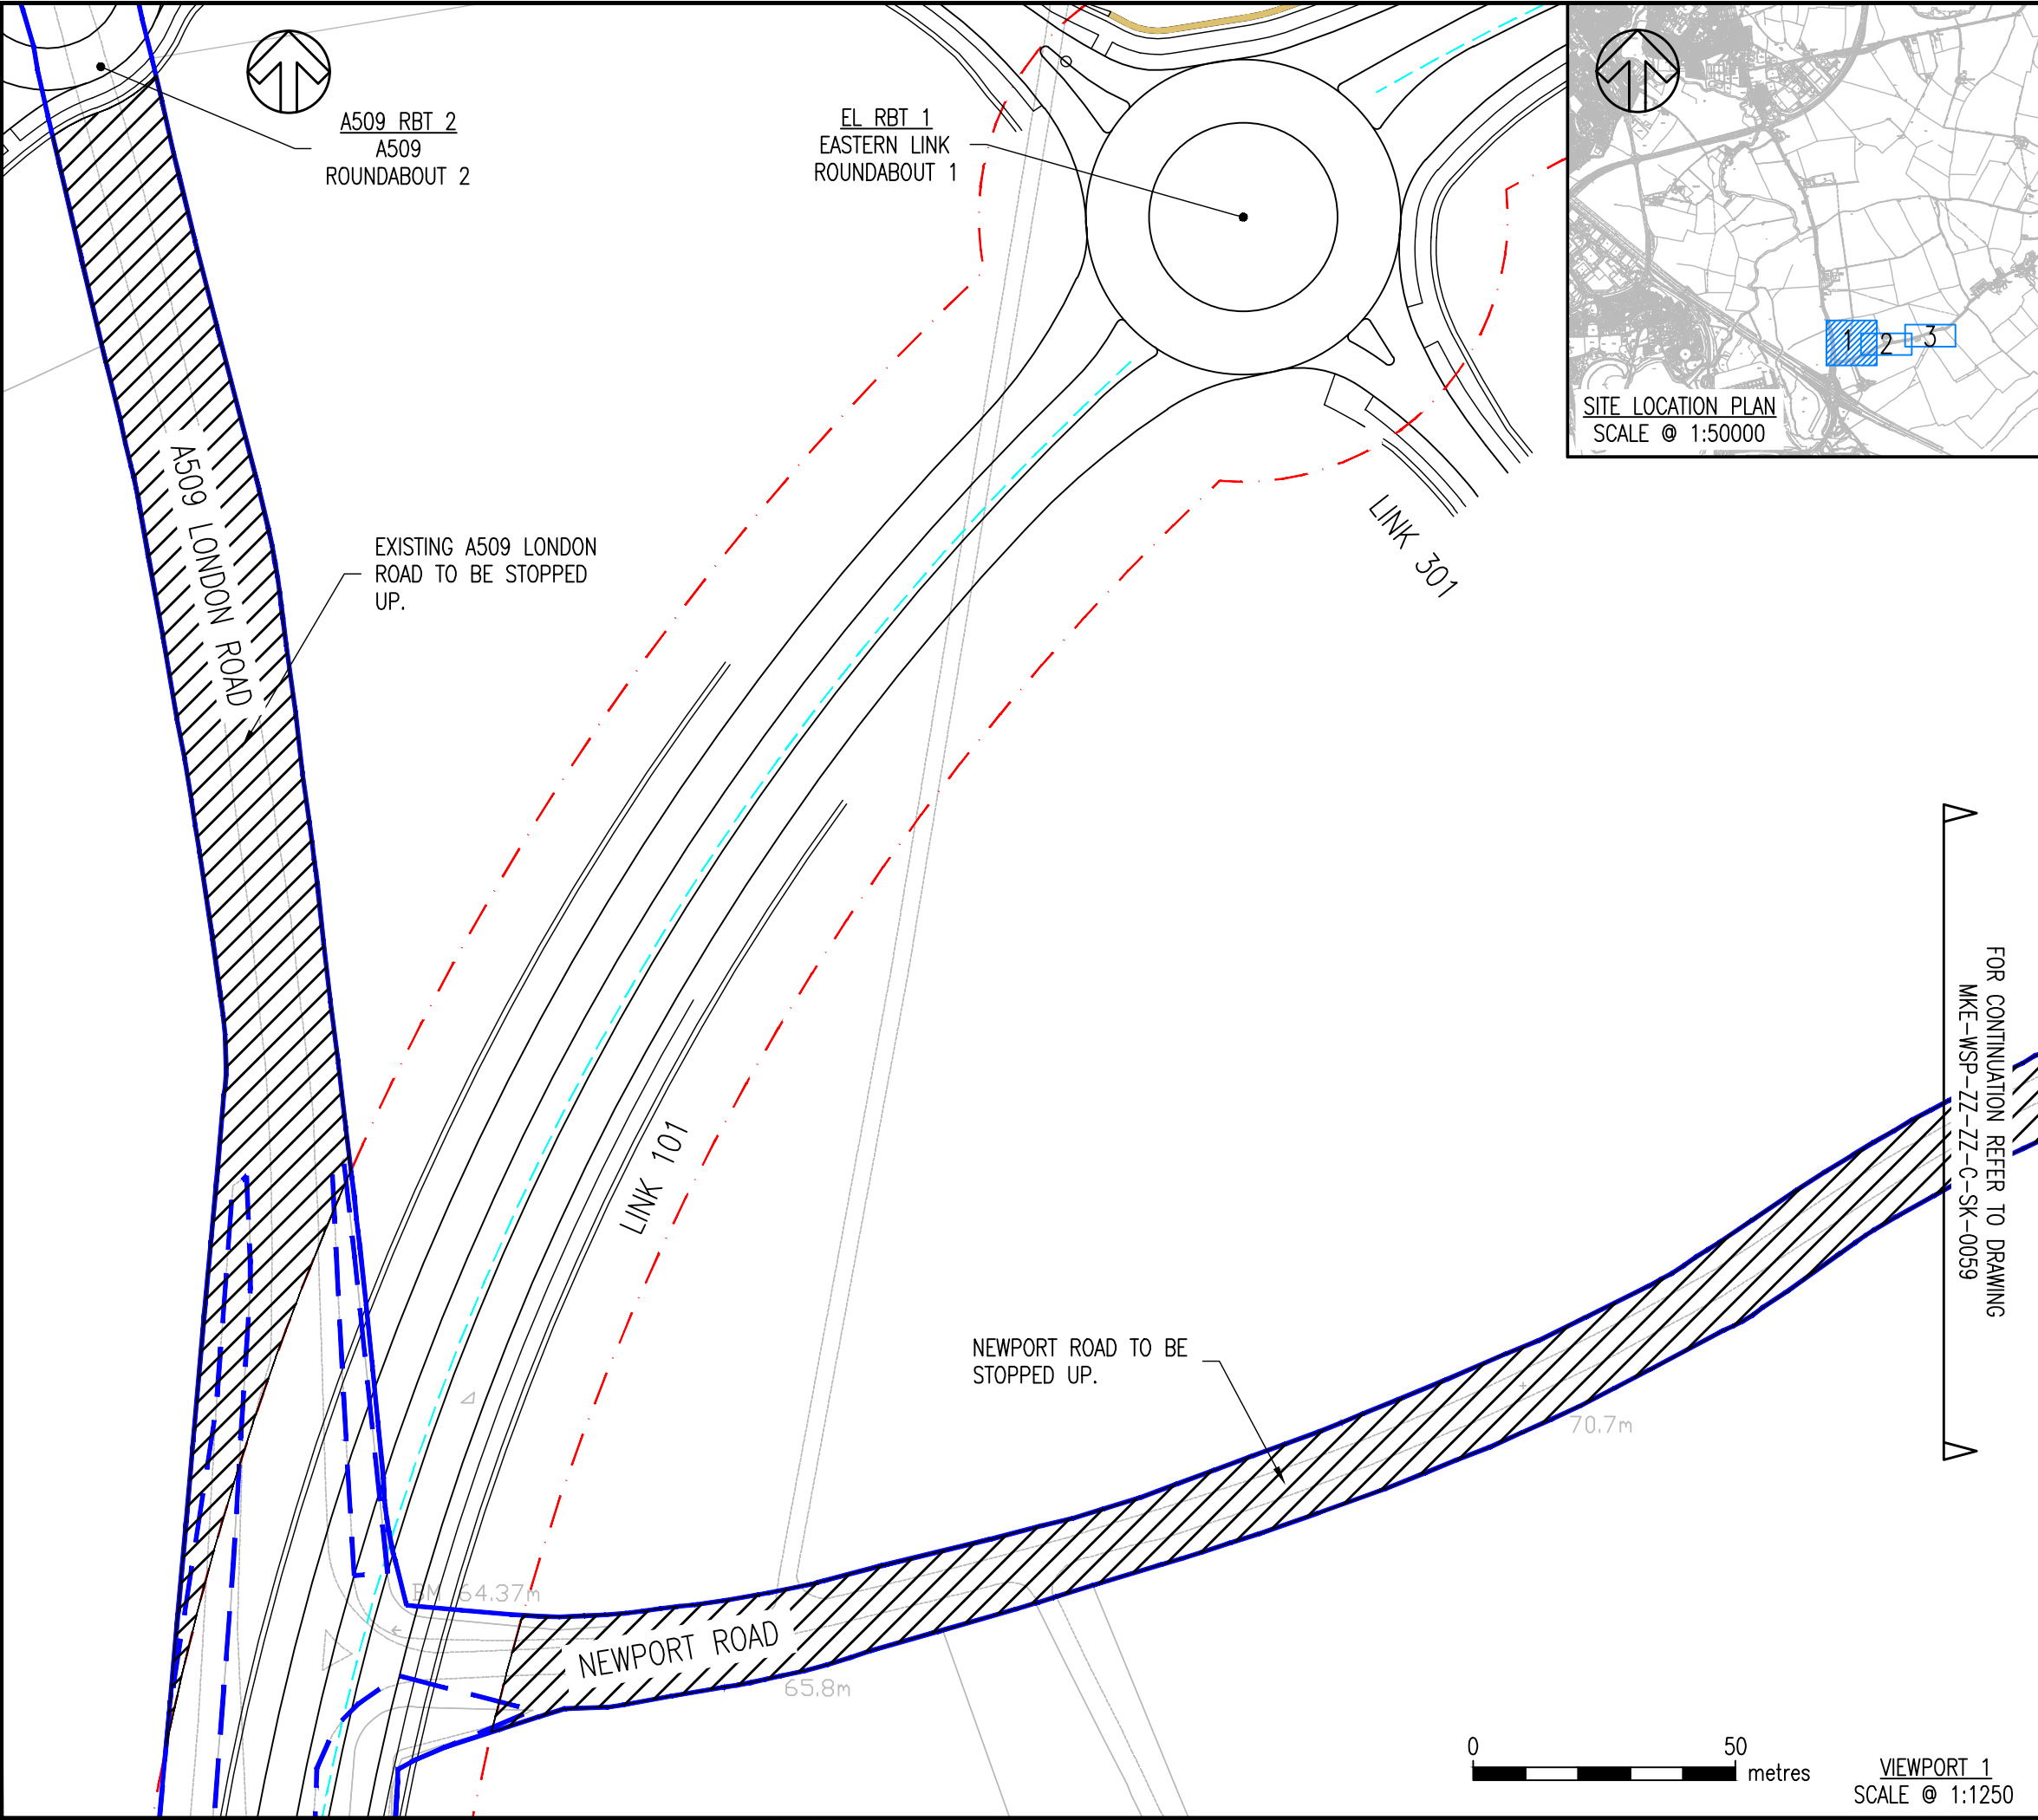 A509 RBT 2
A509
ROUNDABOUT 2
EL RBT 1
EASTERN LINK
ROUNDABOUT 1
1
2
3
SITE LOCATION PLAN
SCALE @ 1:50000
A509 LONDON ROAD
EXISTING A509 LONDON
ROAD TO BE STOPPED
UP.
LINK 301
LINK 101
FOR CONTINUATION REFER TO DRAWING
MKE-WSP-ZZ-ZZ-C-SK-0059
NEWPORT ROAD TO BE
STOPPED UP.
70.7m
BM 64.37m
NEWPORT ROAD
65.8m
0 50
metres
VIEWPORT 1
SCALE @ 1:1250